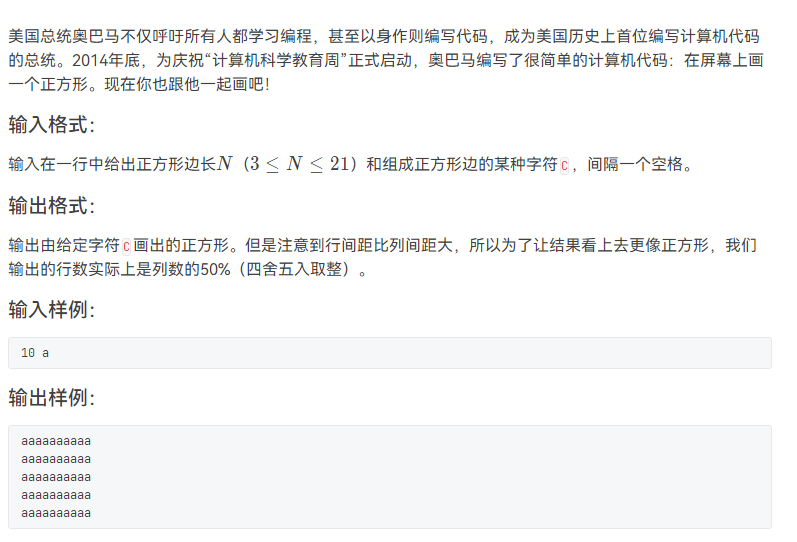 美国总统奥巴马不仅呼吁所有人都学习编程，甚至以身作则编写代码，成为美国历史上首位编写计算机代码
的总统。2014年底，为庆祝“计算机科学教育周”正式启动，奥巴马编写了很简单的计算机代码：在屏幕上画
一个正方形。现在你也跟他一起画吧！
输入格式：
输入在一行中给出正方形边长N（3 ≤ N ≤ 21）和组成正方形边的某种字符C，间隔一个空格。
输出格式：
输出由给定字符C画出的正方形。但是注意到行间距比列间距大，所以为了让结果看上去更像正方形，我们
输出的行数实际上是列数的50%（四舍五入取整）。
输入样例：
10 a
输出样例：
aaaaaaaaaa
aaaaaaaaaa
aaaaaaaaaa
aaaaaaaaaa
aaaaaaaaaa